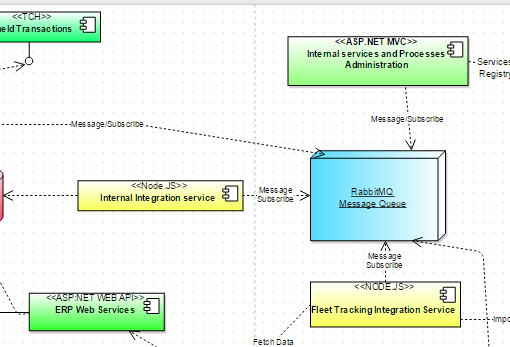 <<TCH>>
eld Transactions
<<ASP.NET MVC>>
Internal services and Processes
Administration
Services
Registry
Message/Subscribe
Message/Subscribe
<<Node.JS>>
Internal Integration service
Message
Subscribe
RabbitMQ
Message Queue
Message
Subscribe
<<ASP.NET WEB API>>
ERP Web Services
<<NODE.JS>>
Fleet Tracking Integration Service
Impo
Fetch Data